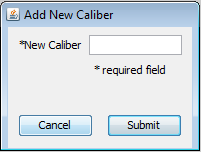 Add New Caliber
*New Caliber
* required field
Cancel Submit